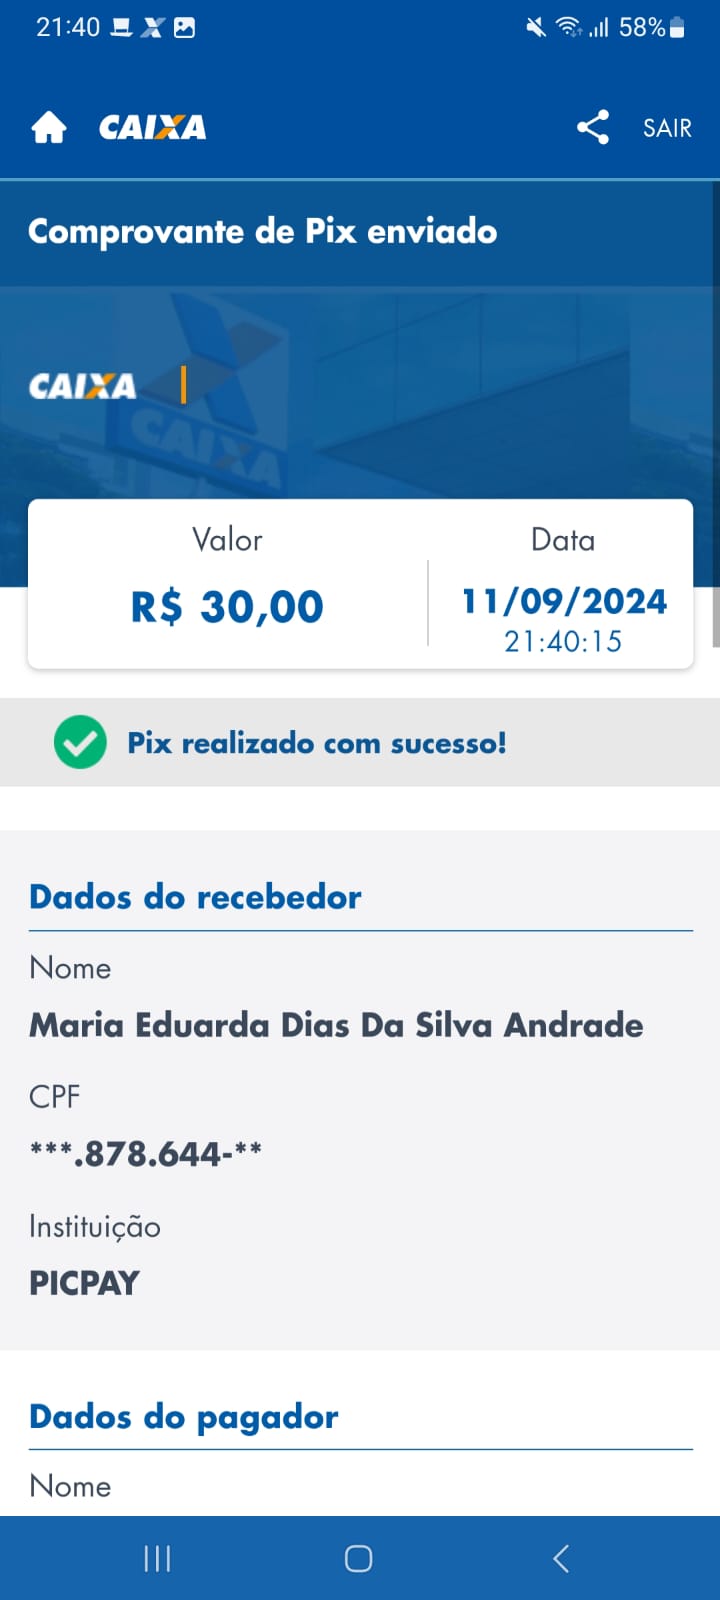 21:40 58%
CAIXA SAIR
Comprovante de Pix enviado
CAIXA
CAIXA
Valor Data
R$ 30,00 11/09/2024
21:40:15
Pix realizado com sucesso!
Dados do recebedor
Nome
Maria Eduarda Dias Da Silva Andrade
CPF
***.878.644-**
Instituição
PICPAY
Dados do pagador
Nome